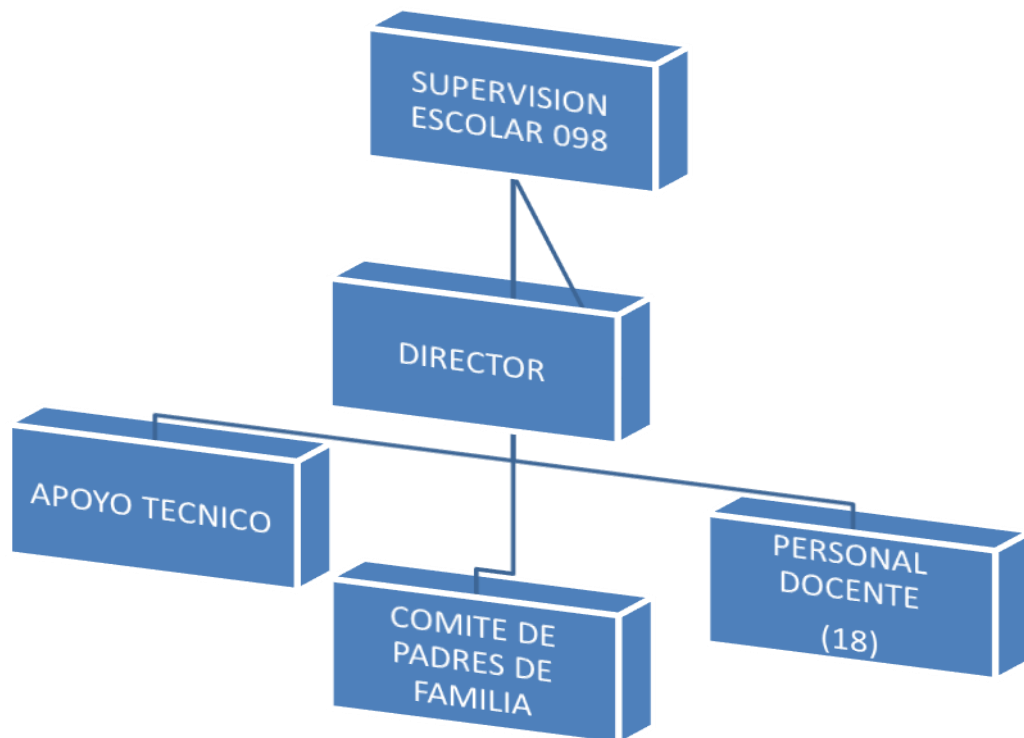 SUPERVISION
ESCOLAR 098
DIRECTOR
APOYO TECNICO
COMITE DE
PADRES DE
FAMILIA
PERSONAL
DOCENTE
(18)